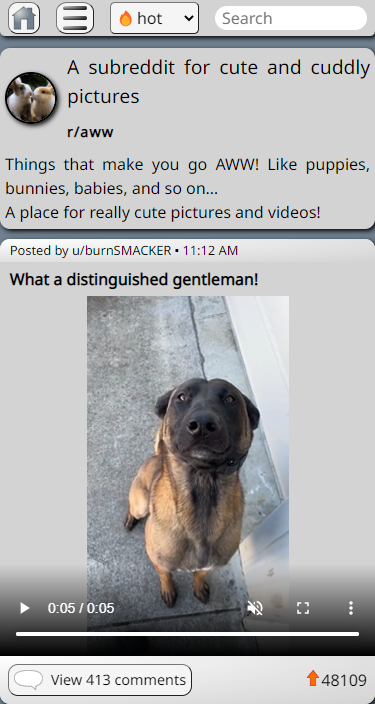 hot
Search
A subreddit for cute and cuddly
pictures
r/aww
Things that make you go AWW! Like puppies,
bunnies, babies, and so on...
A place for really cute pictures and videos!
Posted by u/burnSMACKER • 11:12 AM
What a distinguished gentleman!
0:05 / 0:05
View 413 comments
48109